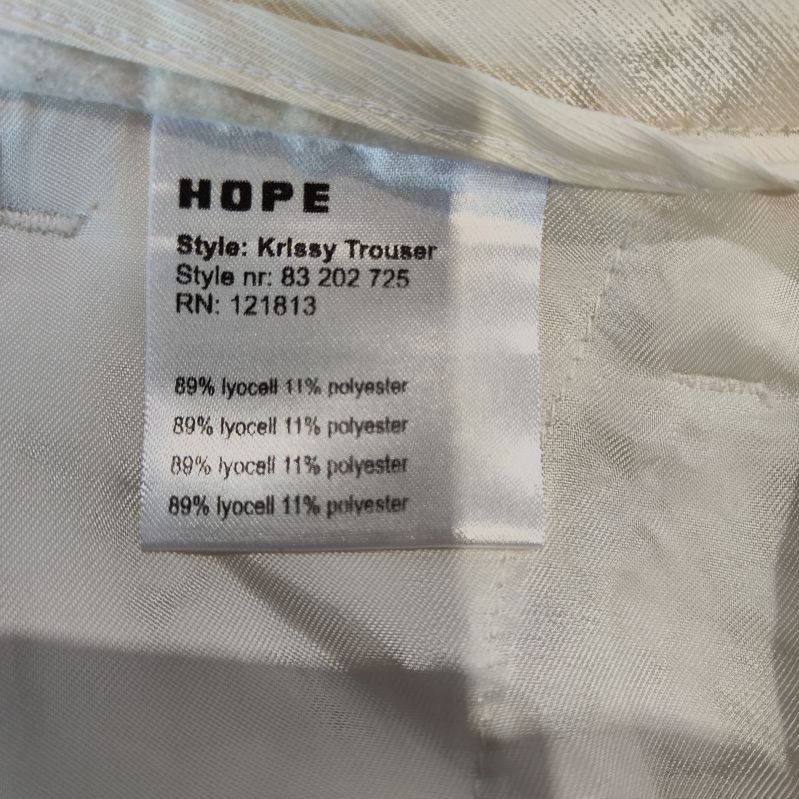 HOPE
Style: Krissy Trouser
Style nr: 83 202 725
RN: 121813
89% lyocell 11% polyester
89% lyocell 11% polyester
89% lyocell 11% polyester
89% lyocell 11% polyester